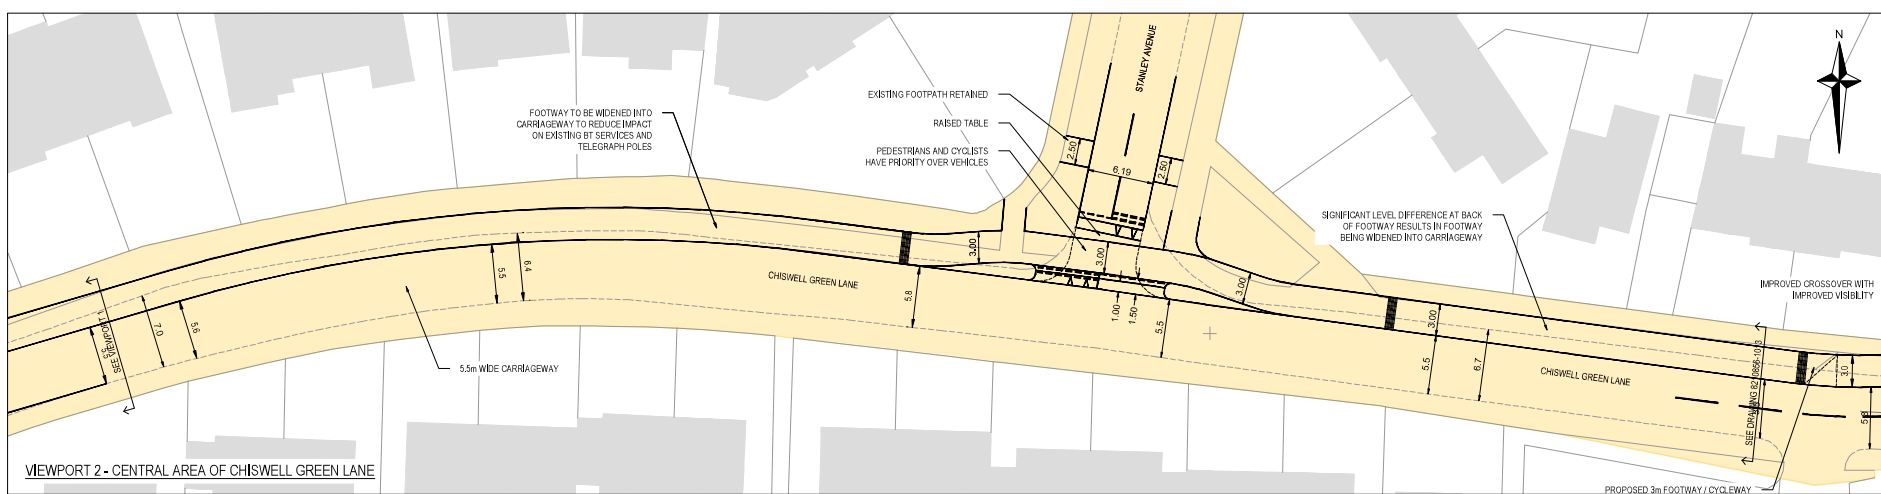 N
STANLEY AVENUE
EXISTING FOOTPATH RETAINED
RAISED TABLE
PEDESTRIANS AND CYCLISTS
HAVE PRIORITY OVER VEHICLES
FOOTWAY TO BE WIDENED INTO
CARRIAGEWAY TO REDUCE IMPACT
ON EXISTING BT SERVICES AND
TELEGRAPH POLES
2.50
6.19
2.50
SIGNIFICANT LEVEL DIFFERENCE AT BACK
OF FOOTWAY RESULTS IN FOOTWAY
BEING WIDENED INTO CARRIAGEWAY
IMPROVED CROSSOVER WITH
IMPROVED VISIBILITY
3.00
3.00
3.00
3.00
3.0
5.5
6.4
CHISWELL GREEN LANE
5.8
1.00
1.50
5.5
5.5
6.7
CHISWELL GREEN LANE
SEE VIEWPORT 1
7.0
5.6
5.5
5.5m WIDE CARRIAGEWAY
VIEWPORT 2 - CENTRAL AREA OF CHISWELL GREEN LANE
PROPOSED 3m FOOTWAY / CYCLEWAY